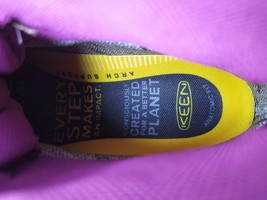 ARCH SUPPORT
EVERY
STEP
MAKES
AN IMPACT.
CONSCIOUSLY
CREATED
FOR A BETTER
PLANET
KEEN